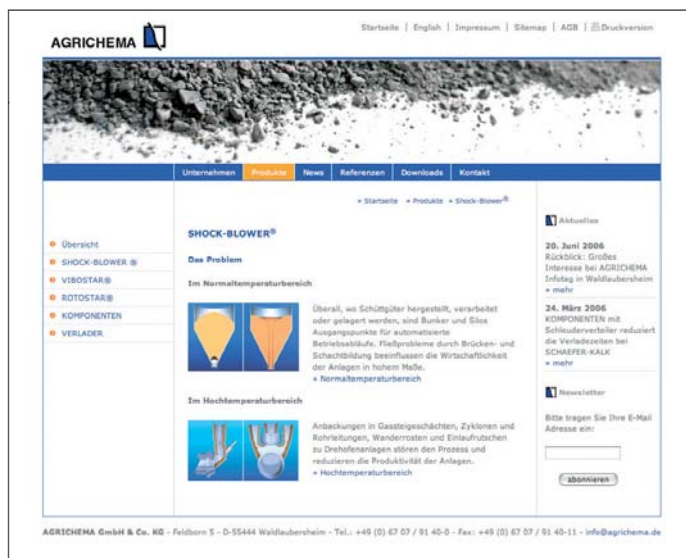 AGRICHEMA
Startseite | English | Impressum | Sitemap | AGB | Druckversion
Unternehmen Produkte News Referenzen Downloads Kontakt
» Startseite » Produkte » Shock-Blower®
Übersicht
SHOCK-BLOWER ®
VIBOSTAR®
ROTOSTAR®
KOMPONENTEN
VERLADER
SHOCK-BLOWER®
Das Problem
Im Normaltemperaturbereich
Überall, wo Schüttgüter hergestellt, verarbeitet
oder gelagert werden, sind Bunker und Silos
Ausgangspunkte für automatisierte
Betriebsabläufe. Fließprobleme durch Brücken- und
Schachtbildung beeinflussen die Wirtschaftlichkeit
der Anlagen in hohem Maße.
» Normaltemperaturbereich
Im Hochtemperaturbereich
Anbackungen in Gassteigeschächten, Zyklonen und
Rohrleitungen, Wanderrosten und Einlaufrutschen
zu Drehofenanlagen stören den Prozess und
reduzieren die Produktivität der Anlagen.
» Hochtemperaturbereich
Aktuelles
20. Juni 2006
Rückblick: Großes
Interesse bei AGRICHEMA
Infotag in Waldlaubersheim
» mehr
24. März 2006
KOMPONENTEN mit
Schleuderverteiler reduziert
die Verladezeiten bei
SCHAEFER-KALK
» mehr
Newsletter
Bitte tragen Sie Ihre E-Mail
Adresse ein:
abonnieren
AGRICHEMA GmbH & Co. KG - Feldborn 5 - D-55444 Waldlaubersheim - Tel.: +49 (0) 67 07 / 91 40-0 - Fax: +49 (0) 67 07 / 91 40-11 - info@agrichema.de